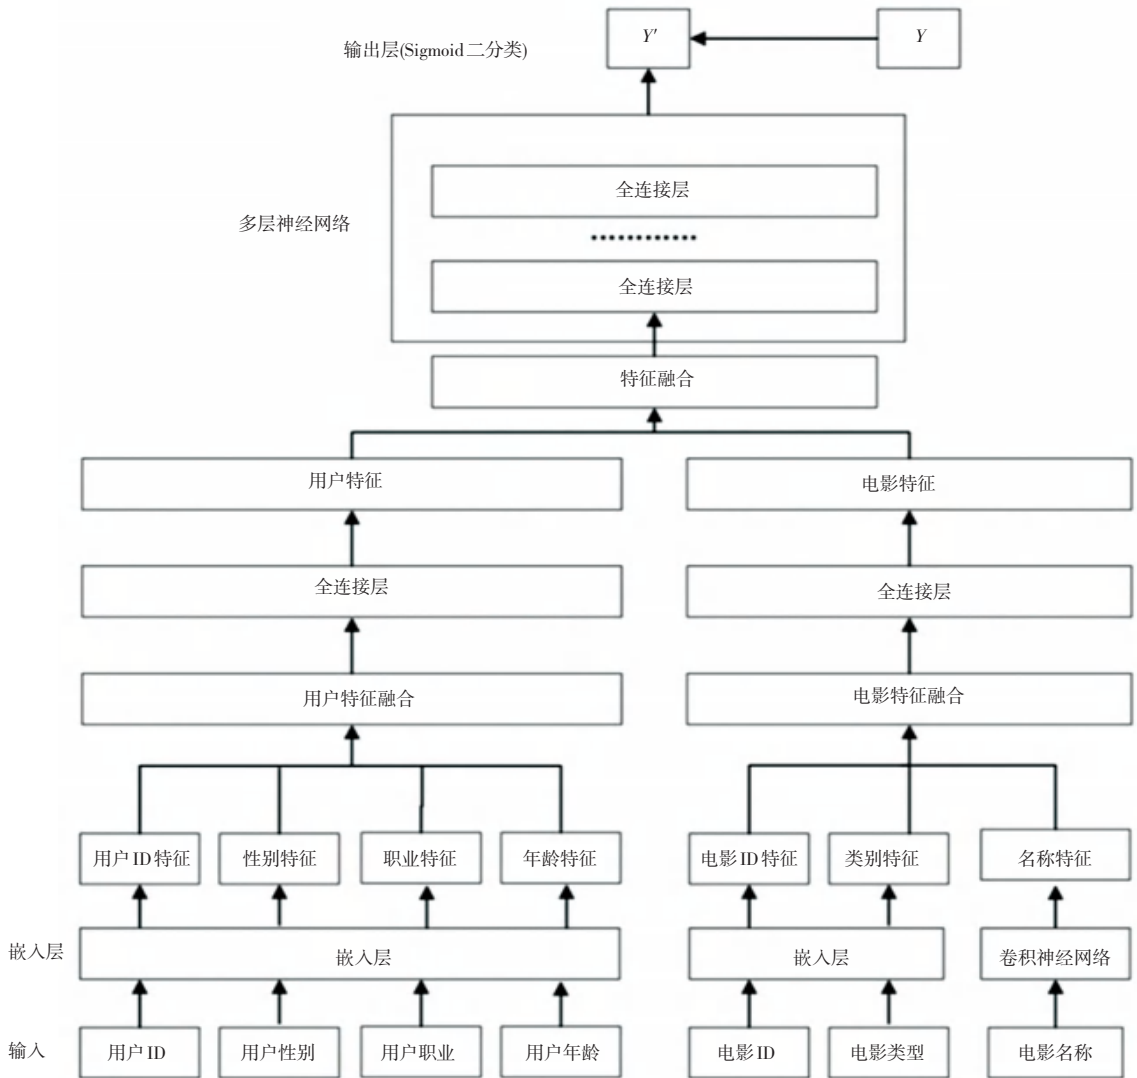 输出层(Sigmoid二分类)
Y′
Y
全连接层
多层神经网络
············
全连接层
特征融合
用户特征
电影特征
全连接层
全连接层
用户特征融合
电影特征融合
用户ID特征
性别特征
职业特征
年龄特征
电影ID特征
类别特征
名称特征
嵌入层
嵌入层
嵌入层
卷积神经网络
输入
用户ID
用户性别
用户职业
用户年龄
电影ID
电影类型
电影名称